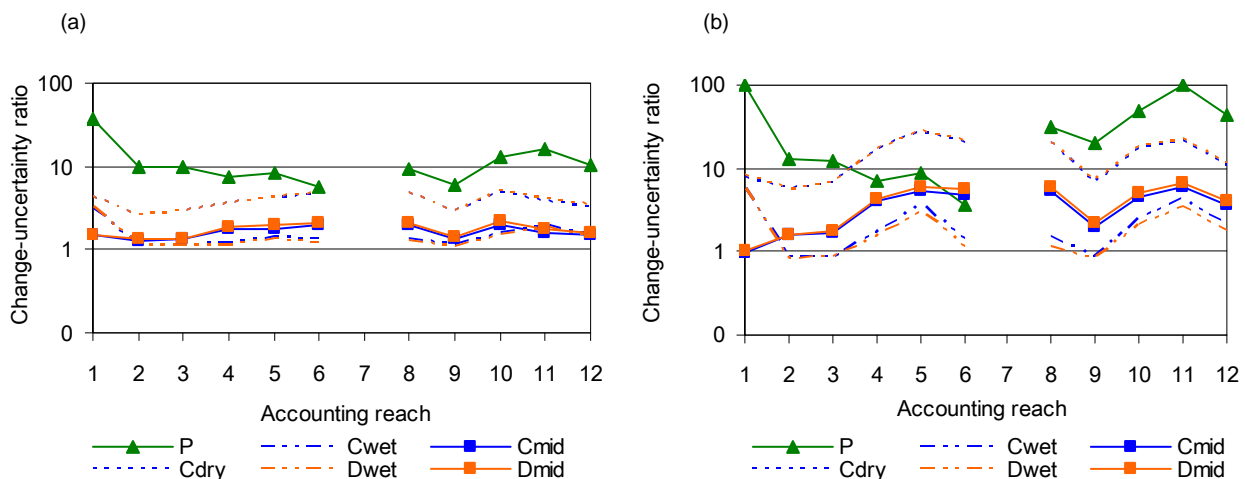 (a)
Change-uncertainty ratio
100
10
1
0
1 2 3 4 5 6 7 8 9 10 11 12
Accounting reach
P Cwet Cmid
Cdry Dwet Dmid
(b)
Change-uncertainty ratio
100
10
1
0
1 2 3 4 5 6 7 8 9 10 11 12
Accounting reach
P Cwet Cmid
Cdry Dwet Dmid